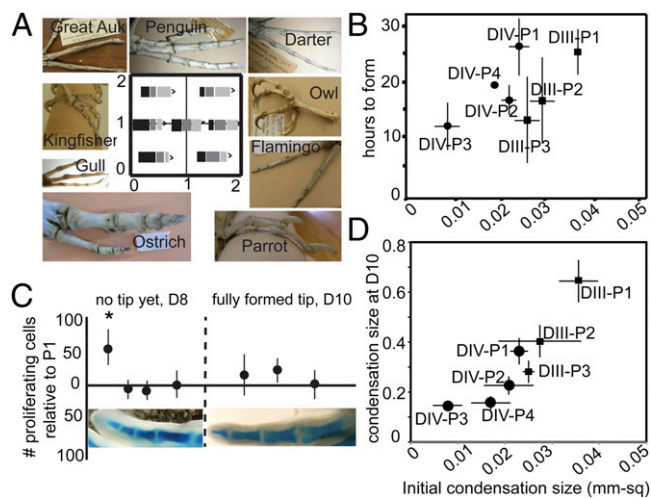 A
Great Auk
Penguin
Darter
Kingfisher
Owl
Gull
Flamingo
Ostrich
Parrot
2
1
0
0 1 2
B
hours to form
30
20
10
0
DIV-P1
DIII-P1
DIV-P4
DIV-P2
DIII-P2
DIV-P3
DIII-P3
0.01 0.02 0.03 0.04 0.05
C
no tip yet, D8
fully formed tip, D10
# proliferating cells
relative to P1
100
50
0
50
100
*
D
condensation size at D10
0.8
0.6
0.4
0.2
0
DIII-P1
DIII-P2
DIV-P1
DIII-P3
DIV-P2
DIV-P3
DIV-P4
0.01 0.02 0.03 0.04 0.05
Initial condensation size (mm-sq)